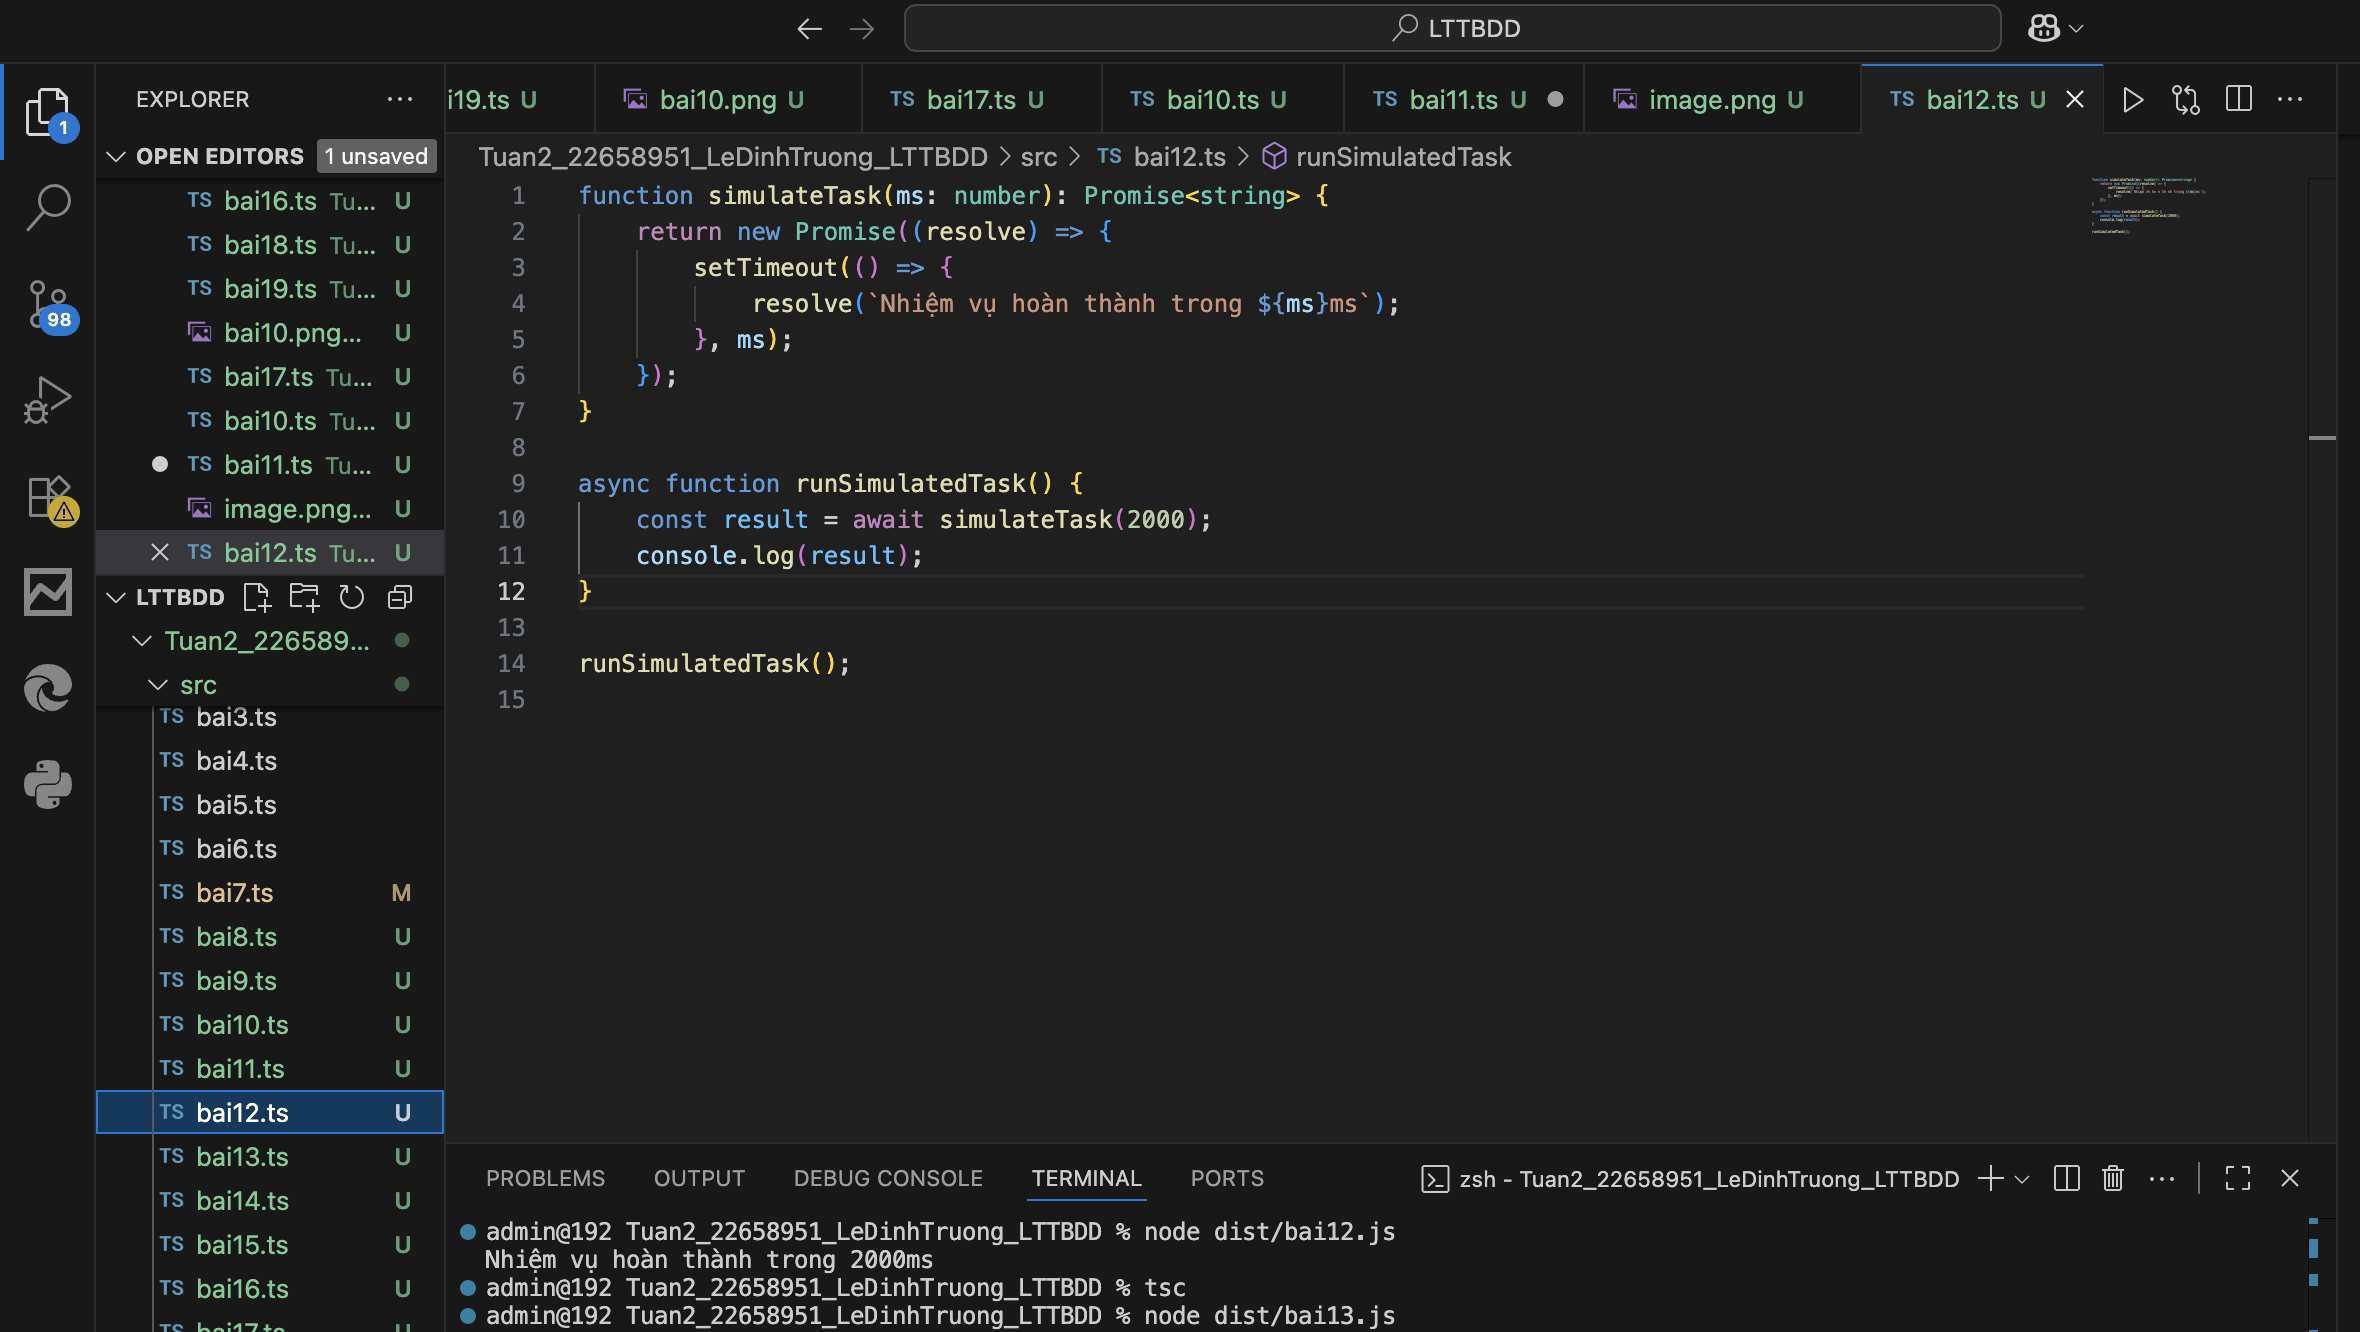 LTTBDD
EXPLORER
OPEN EDITORS 1 unsaved
TS bai16.ts Tu... U
TS bai18.ts Tu... U
TS bai19.ts Tu... U
bai10.png... U
TS bai17.ts Tu... U
TS bai10.ts Tu... U
TS bai11.ts Tu... U
image.png... U
TS bai12.ts Tu... U
LTTBDD
Tuan2_226589...
src
TS bai3.ts
TS bai4.ts
TS bai5.ts
TS bai6.ts
TS bai7.ts M
TS bai8.ts U
TS bai9.ts U
TS bai10.ts U
TS bai11.ts U
TS bai12.ts U
TS bai13.ts U
TS bai14.ts U
TS bai15.ts U
TS bai16.ts U
TS bai17.ts U
1
98
i19.ts U
bai10.png U
TS bai17.ts U
TS bai10.ts U
TS bai11.ts U
image.png U
TS bai12.ts U
Tuan2_22658951_LeDinhTruong_LTTBDD > src > TS bai12.ts > runSimulatedTask
1 function simulateTask(ms: number): Promise<string> {
2 return new Promise((resolve) => {
3 setTimeout(() => {
4 resolve(`Nhiệm vụ hoàn thành trong ${ms}ms`);
5 }, ms);
6 });
7 }
8
9 async function runSimulatedTask() {
10 const result = await simulateTask(2000);
11 console.log(result);
12 }
13
14 runSimulatedTask();
15
PROBLEMS OUTPUT DEBUG CONSOLE TERMINAL PORTS
zsh - Tuan2_22658951_LeDinhTruong_LTTBDD
admin@192 Tuan2_22658951_LeDinhTruong_LTTBDD % node dist/bai12.js
Nhiệm vụ hoàn thành trong 2000ms
admin@192 Tuan2_22658951_LeDinhTruong_LTTBDD % tsc
admin@192 Tuan2_22658951_LeDinhTruong_LTTBDD % node dist/bai13.js